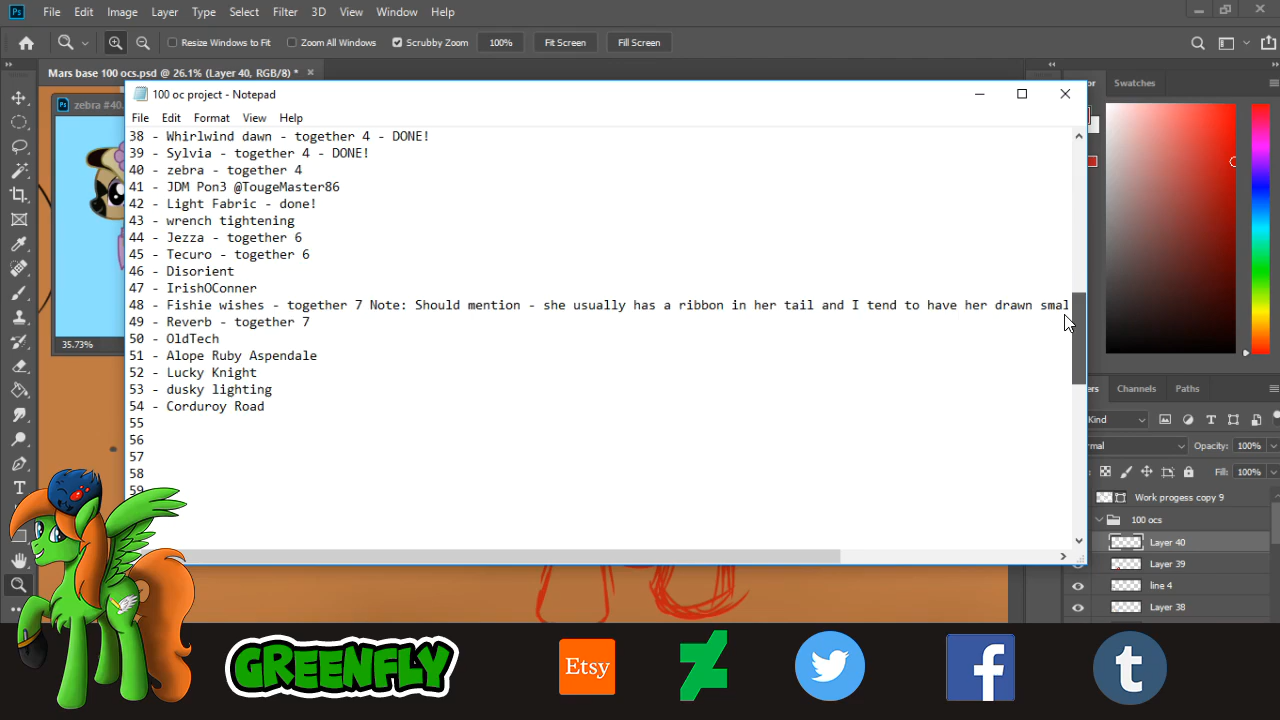 Ps File Edit Image Layer Type Select Filter 3D View Window Help
Resize Windows to Fit Zoom All Windows Scrubby Zoom 100% Fit Screen Fill Screen
Mars base 100 ocs.psd @ 26.1% (Layer 40, RGB/8) *
Swatches
Ps zebra #40.
100 oc project - Notepad
File Edit Format View Help
38 - Whirlwind dawn - together 4 - DONE!
39 - Sylvia - together 4 - DONE!
40 - zebra - together 4
41 - JDM Pon3 @TougeMaster86
42 - Light Fabric - done!
43 - wrench tightening
44 - Jezza - together 6
45 - Tecuro - together 6
46 - Disorient
47 - IrishOConner
48 - Fishie wishes - together 7 Note: Should mention - she usually has a ribbon in her tail and I tend to have her drawn smal
49 - Reverb - together 7
50 - OldTech
51 - Alope Ruby Aspendale
52 - Lucky Knight
53 - dusky lighting
54 - Corduroy Road
55
56
57
58
59
35.73%
ers Channels Paths
Kind
mal Opacity: 100%
Fill: 100%
Work progess copy 9
100 ocs
Layer 40
Layer 39
line 4
Layer 38
GREENFLY
Etsy
f
t